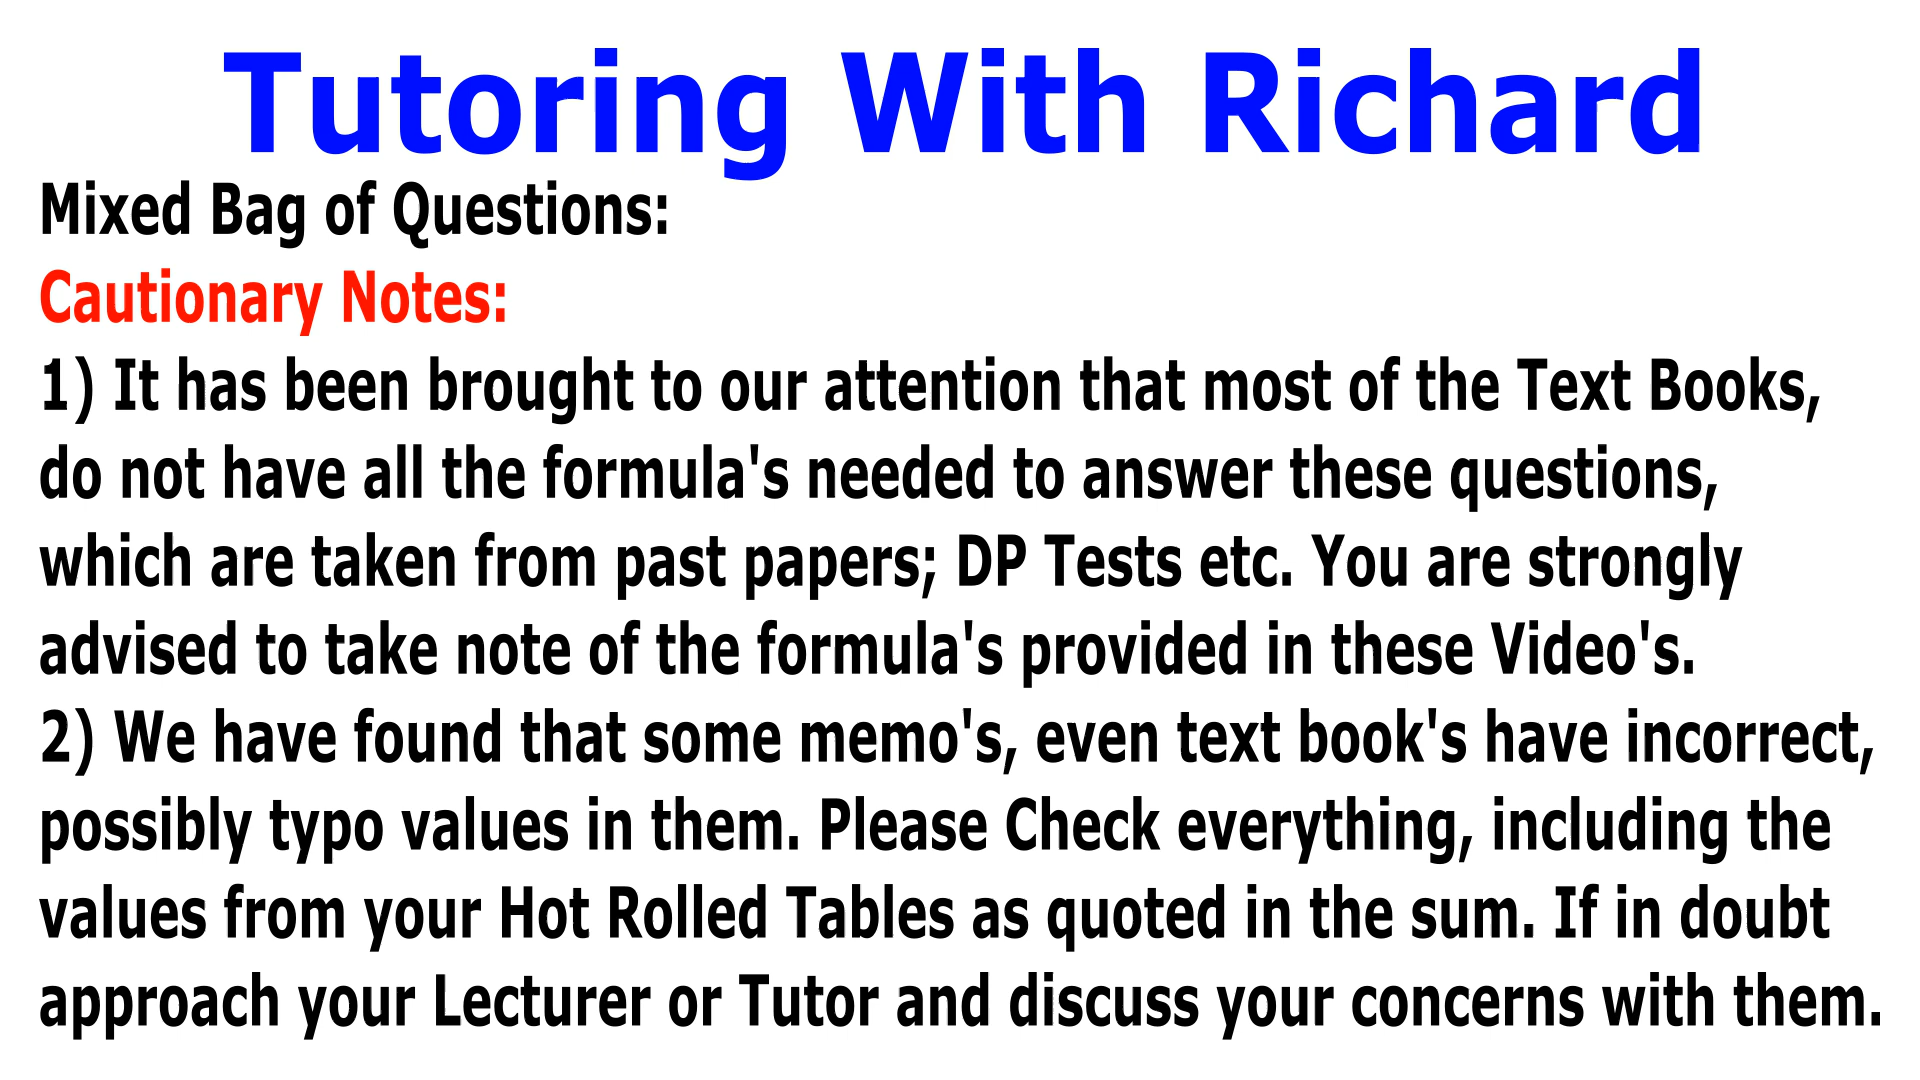 Tutoring With Richard
Mixed Bag of Questions:
Cautionary Notes:
1) It has been brought to our attention that most of the Text Books,
do not have all the formula's needed to answer these questions,
which are taken from past papers; DP Tests etc. You are strongly
advised to take note of the formula's provided in these Video's.
2) We have found that some memo's, even text book's have incorrect,
possibly typo values in them. Please Check everything, including the
values from your Hot Rolled Tables as quoted in the sum. If in doubt
approach your Lecturer or Tutor and discuss your concerns with them.